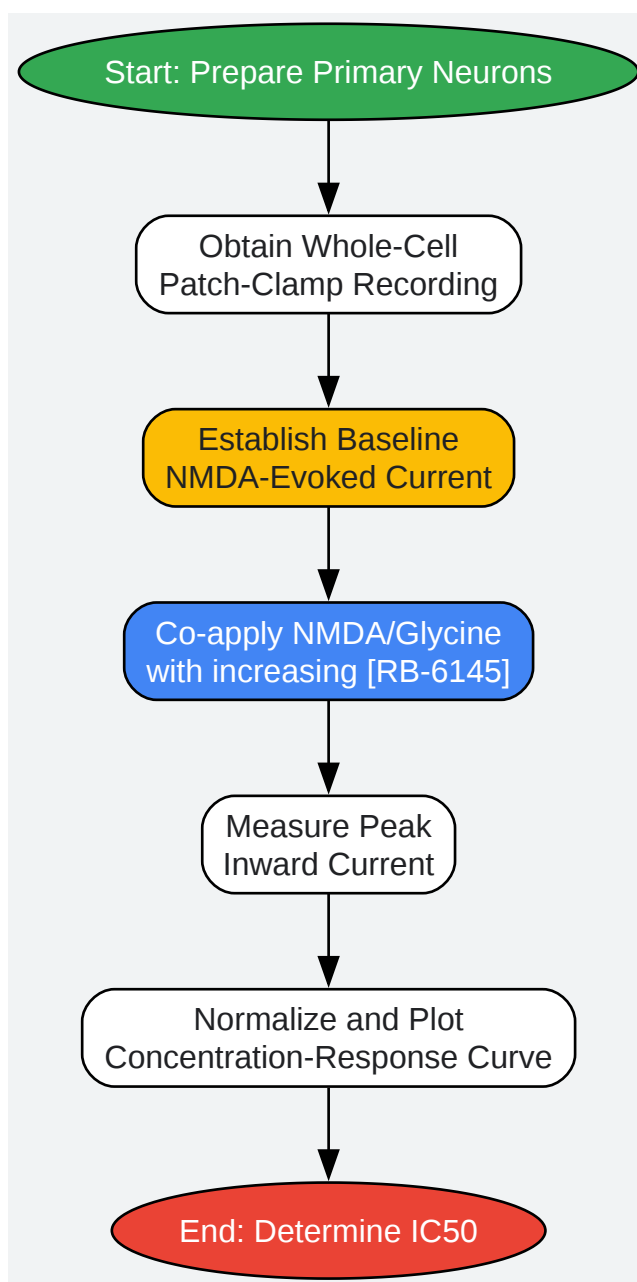 Start: Prepare Primary Neurons
Obtain Whole-Cell
Patch-Clamp Recording
Establish Baseline
NMDA-Evoked Current
Co-apply NMDA/Glycine
with increasing [RB-6145]
Measure Peak
Inward Current
Normalize and Plot
Concentration-Response Curve
End: Determine IC50